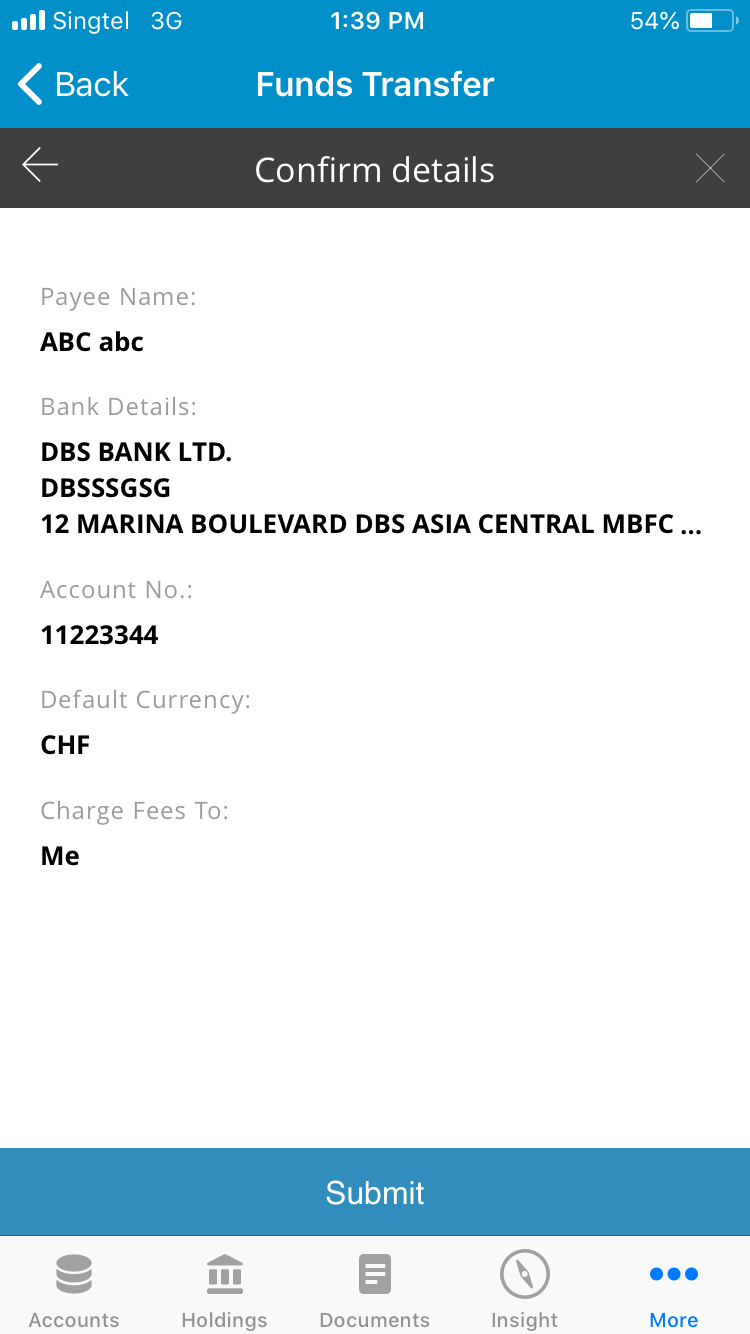 Singtel 3G 1:39 PM 54%
Back Funds Transfer
Confirm details
Payee Name:
ABC abc
Bank Details:
DBS BANK LTD.
DBSSSGSG
12 MARINA BOULEVARD DBS ASIA CENTRAL MBFC ...
Account No.:
11223344
Default Currency:
CHF
Charge Fees To:
Me
Submit
Accounts Holdings Documents Insight More